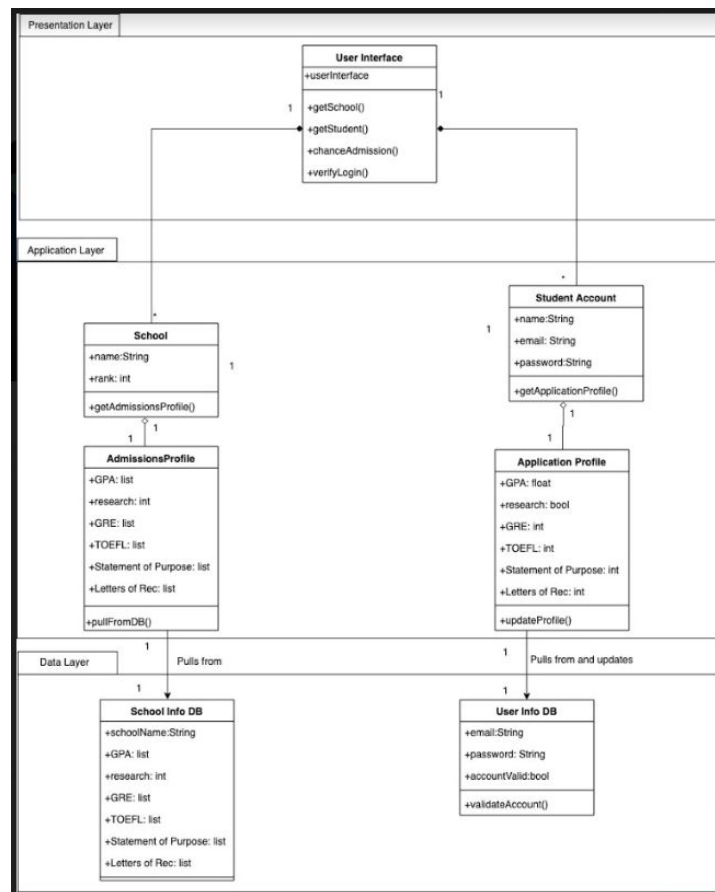 Presentation Layer
User Interface
+userInterface
+getSchool()
+getStudent()
+chanceAdmission()
+verifyLogin()
1
1
Application Layer
*
*
School
+name:String
+rank: int
+getAdmissionsProfile()
1
1
1
AdmissionsProfile
+GPA: list
+research: int
+GRE: list
+TOEFL: list
+Statement of Purpose: list
+Letters of Rec: list
+pullFromDB()
Student Account
+name:String
+email: String
+password:String
+getApplicationProfile()
1
1
1
Application Profile
+GPA: float
+research: bool
+GRE: int
+TOEFL: int
+Statement of Purpose: int
+Letters of Rec: int
+updateProfile()
Data Layer
1
Pulls from
1
School Info DB
+schoolName:String
+GPA: list
+research: int
+GRE: list
+TOEFL: list
+Statement of Purpose: list
+Letters of Rec: list
1
Pulls from and updates
1
User Info DB
+email:String
+password: String
+accountValid:bool
+validateAccount()